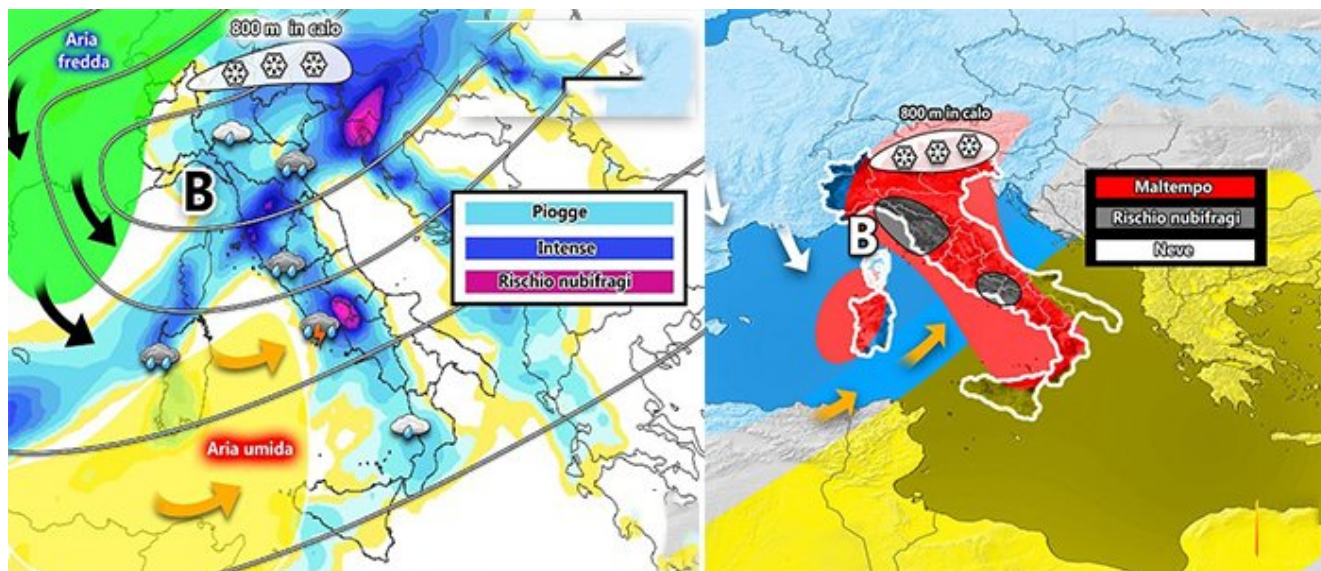 Aria
fredda
800 m in calo
B
Piogge
Intense
Rischio nubifragi
Aria umida
800 m in calo
B
Maltempo
Rischio nubifragi
Neve